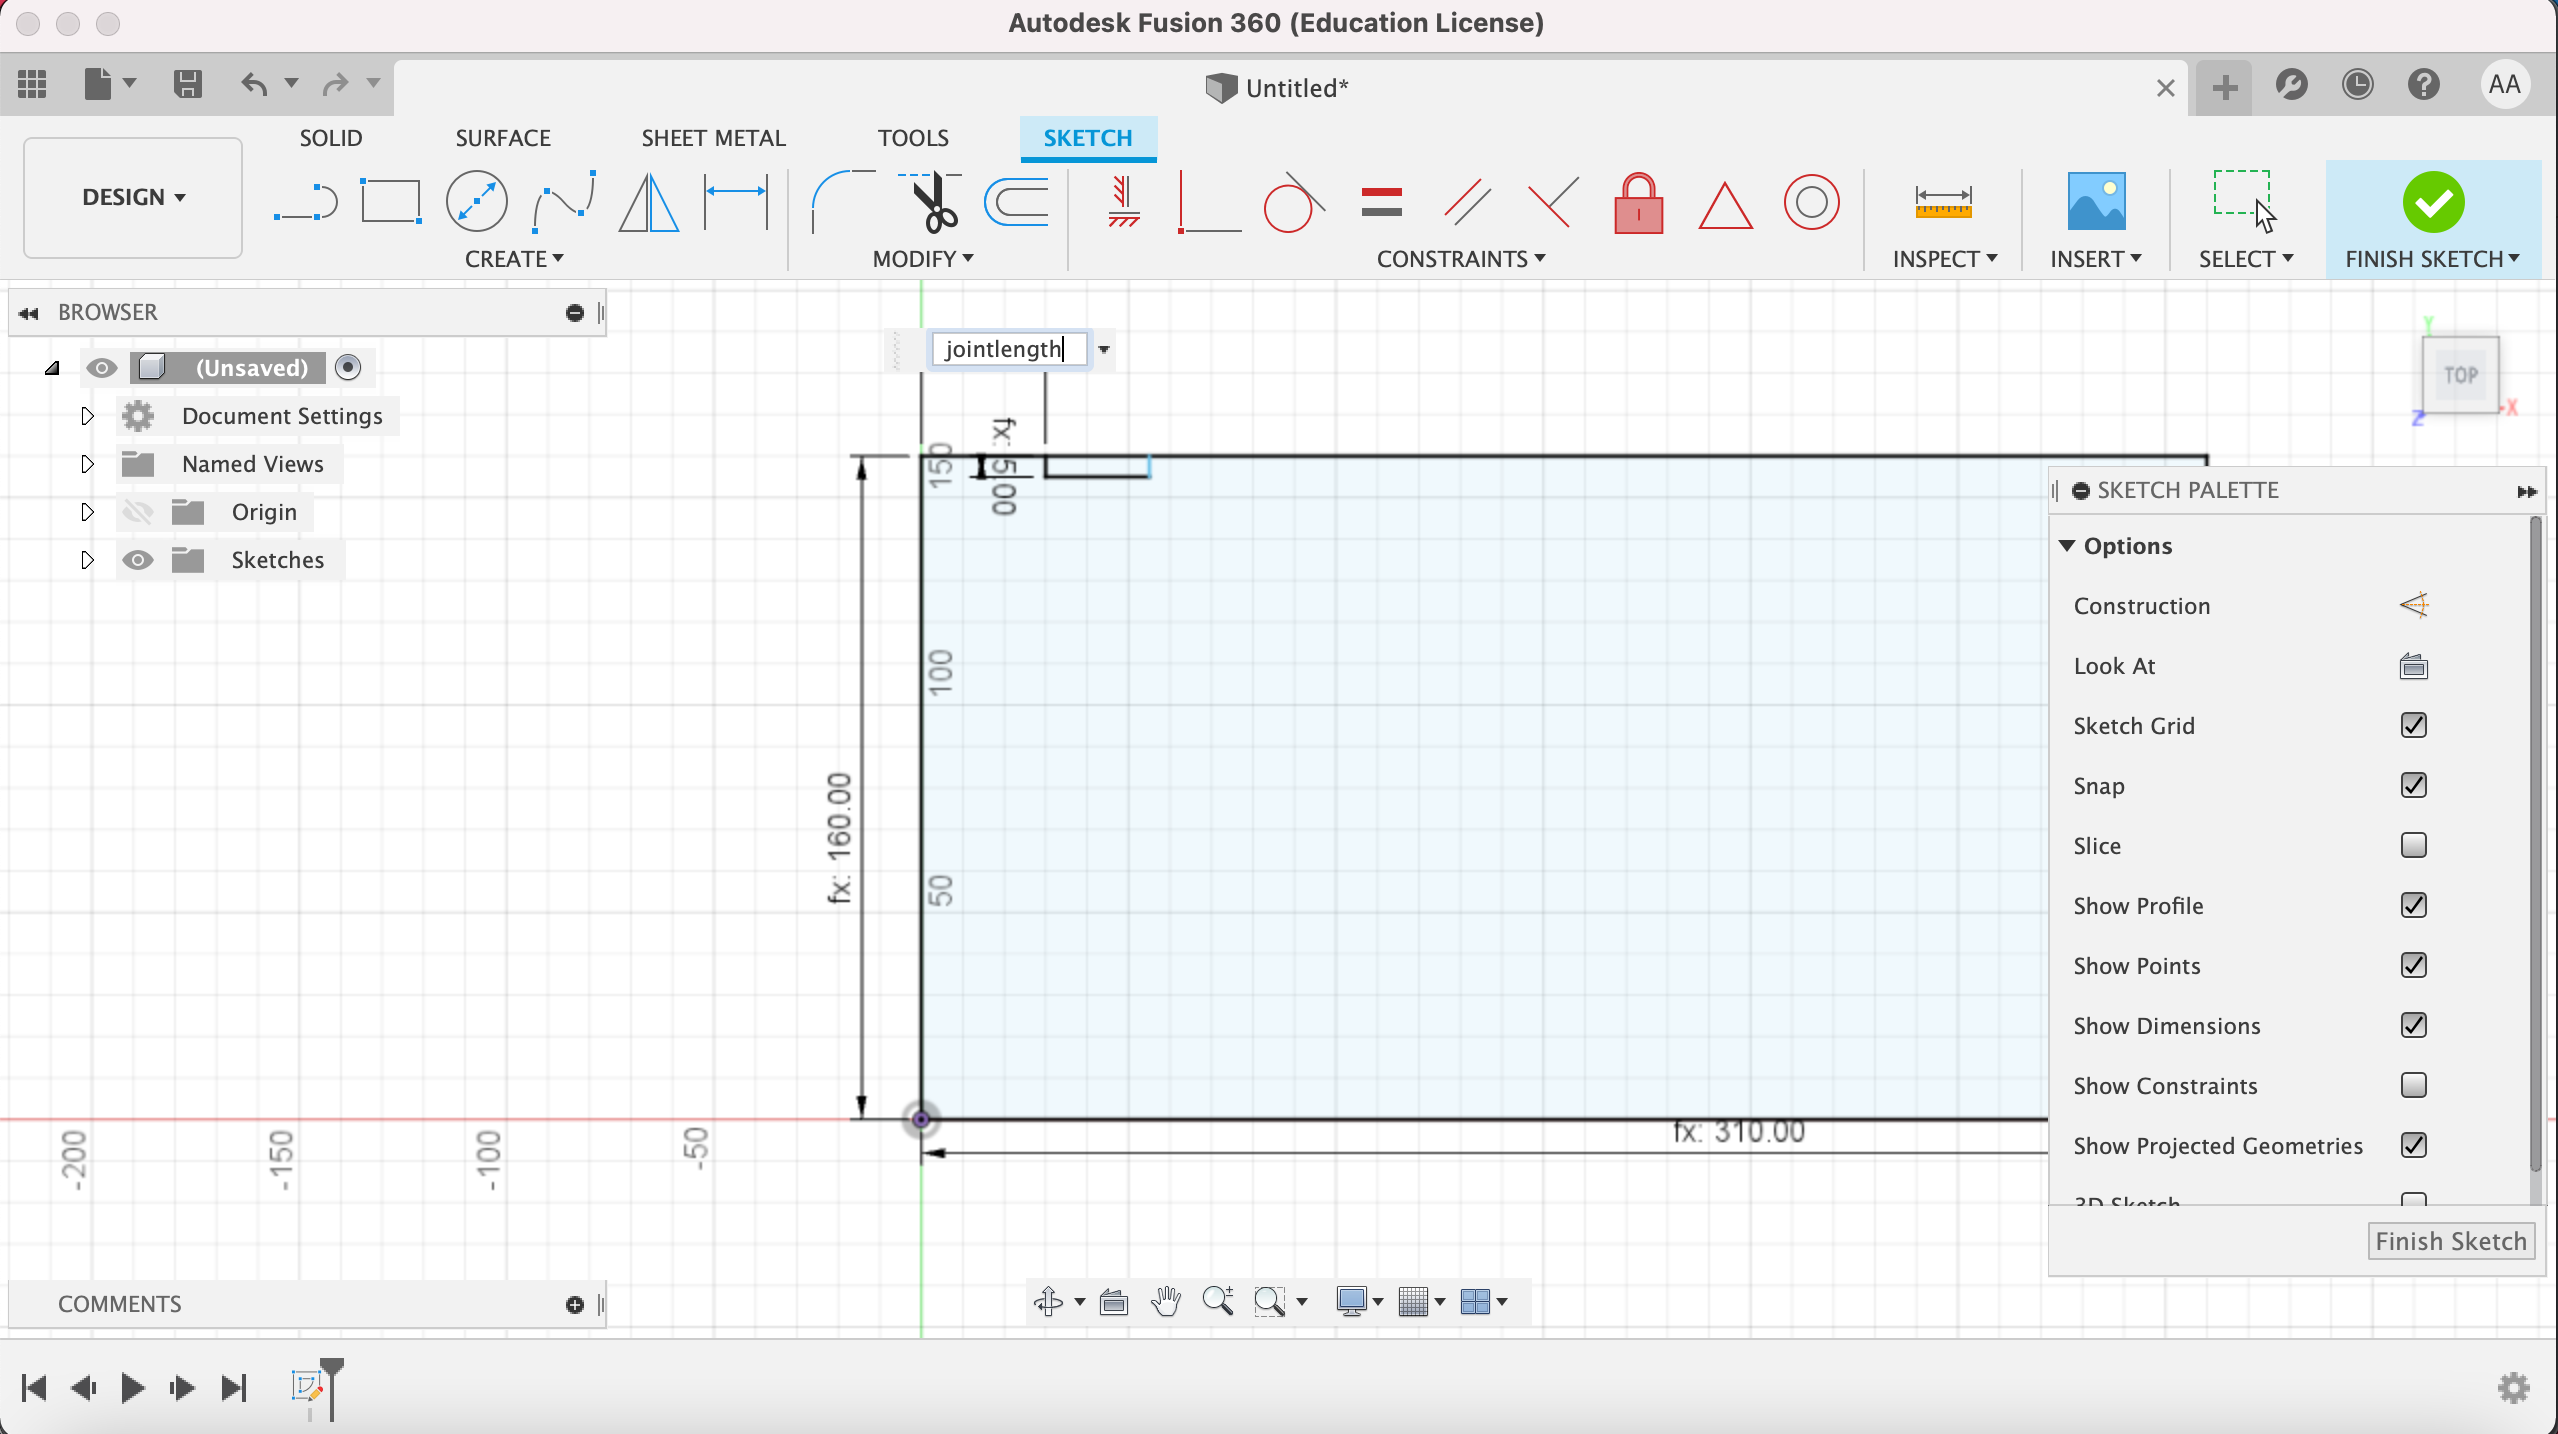 Autodesk Fusion 360 (Education License)
Untitled*
AA
SOLID
SURFACE
SHEET METAL
TOOLS
SKETCH
DESIGN
CREATE
MODIFY
CONSTRAINTS
INSPECT
INSERT
SELECT
FINISH SKETCH
BROWSER
(Unsaved)
Document Settings
Named Views
Origin
Sketches
jointlength
Y
TOP
Z
-X
fx: 5.00
150
100
50
fx: 160.00
fx: 310.00
-200
-150
-100
-50
SKETCH PALETTE
Options
Construction
Look At
Sketch Grid
Snap
Slice
Show Profile
Show Points
Show Dimensions
Show Constraints
Show Projected Geometries
3D Sketch
Finish Sketch
COMMENTS